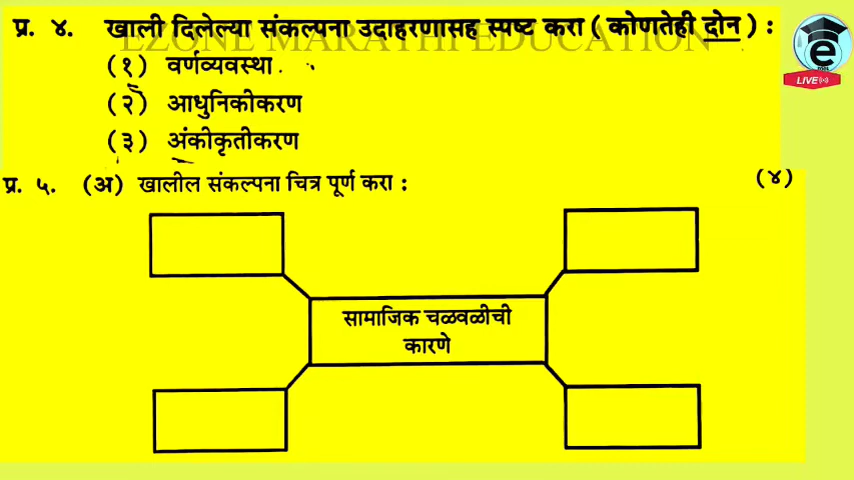 EZONE MARATHI EDUCATION
प्र. ४. खाली दिलेल्या संकल्पना उदाहरणासह स्पष्ट करा ( कोणतेही दोन ) :
(१) वर्णव्यवस्था
(२) आधुनिकीकरण
(३) अंकीकृतीकरण
e
LIVE
प्र. ५. (अ) खालील संकल्पना चित्र पूर्ण करा : (४)
सामाजिक चळवळीची
कारणे